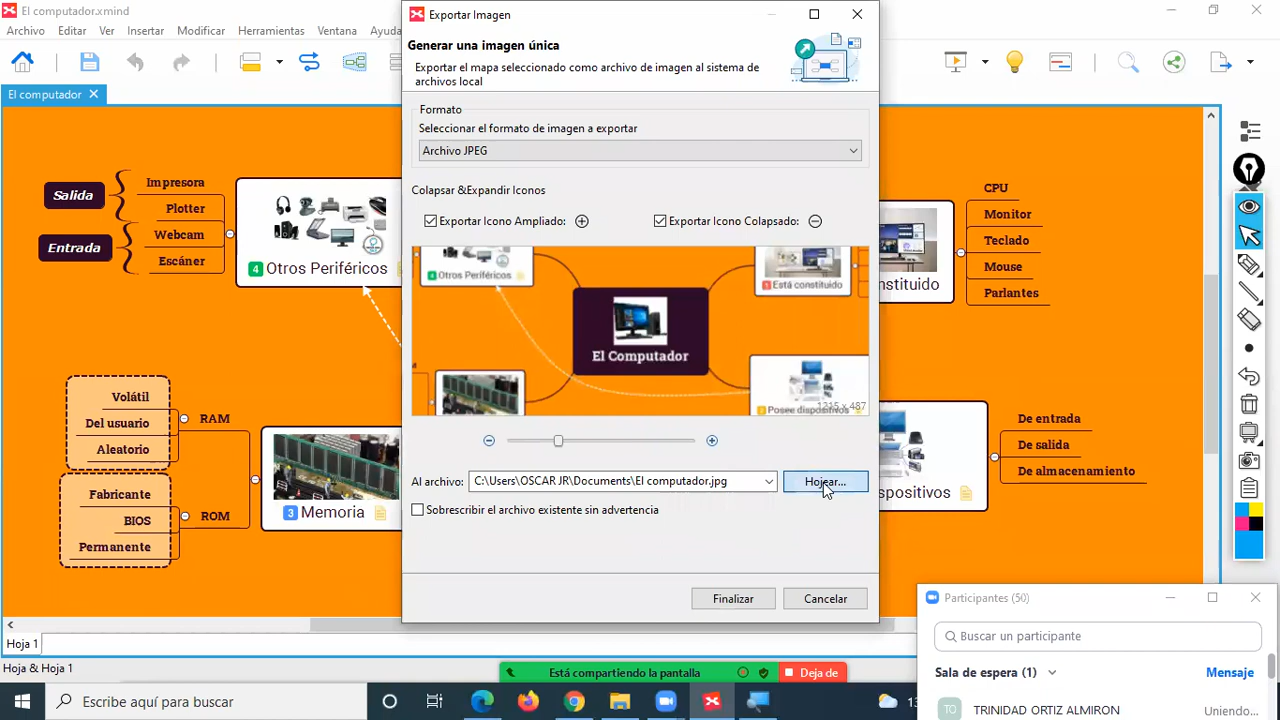 El computador.xmind
Archivo Editar Ver Insertar Modificar Herramientas Ventana Ayuda
El computador
Exportar Imagen
Generar una imagen única
Exportar el mapa seleccionado como archivo de imagen al sistema de
archivos local
Formato
Seleccionar el formato de imagen a exportar
Archivo JPEG
Colapsar &Expandir Iconos
Exportar Icono Ampliado:
Exportar Icono Colapsado:
4 Otros Periféricos
1 Está constituido
El Computador
2 Posee dispositivos
1215 x 487
Al archivo:
C:\Users\OSCAR JR\Documents\El computador.jpg
Hojear...
Sobrescribir el archivo existente sin advertencia
Finalizar
Cancelar
Salida
Entrada
Impresora
Plotter
Webcam
Escáner
4 Otros Periféricos
Volátil
Del usuario
Aleatorio
RAM
Fabricante
BIOS
Permanente
ROM
3 Memoria
nstituido
CPU
Monitor
Teclado
Mouse
Parlantes
spositivos
De entrada
De salida
De almacenamiento
Participantes (50)
Buscar un participante
Sala de espera (1)
Mensaje
TO TRINIDAD ORTIZ ALMIRON
Uniendo...
Hoja 1
Hoja & Hoja 1
Está compartiendo la pantalla
Deja de
Escribe aquí para buscar